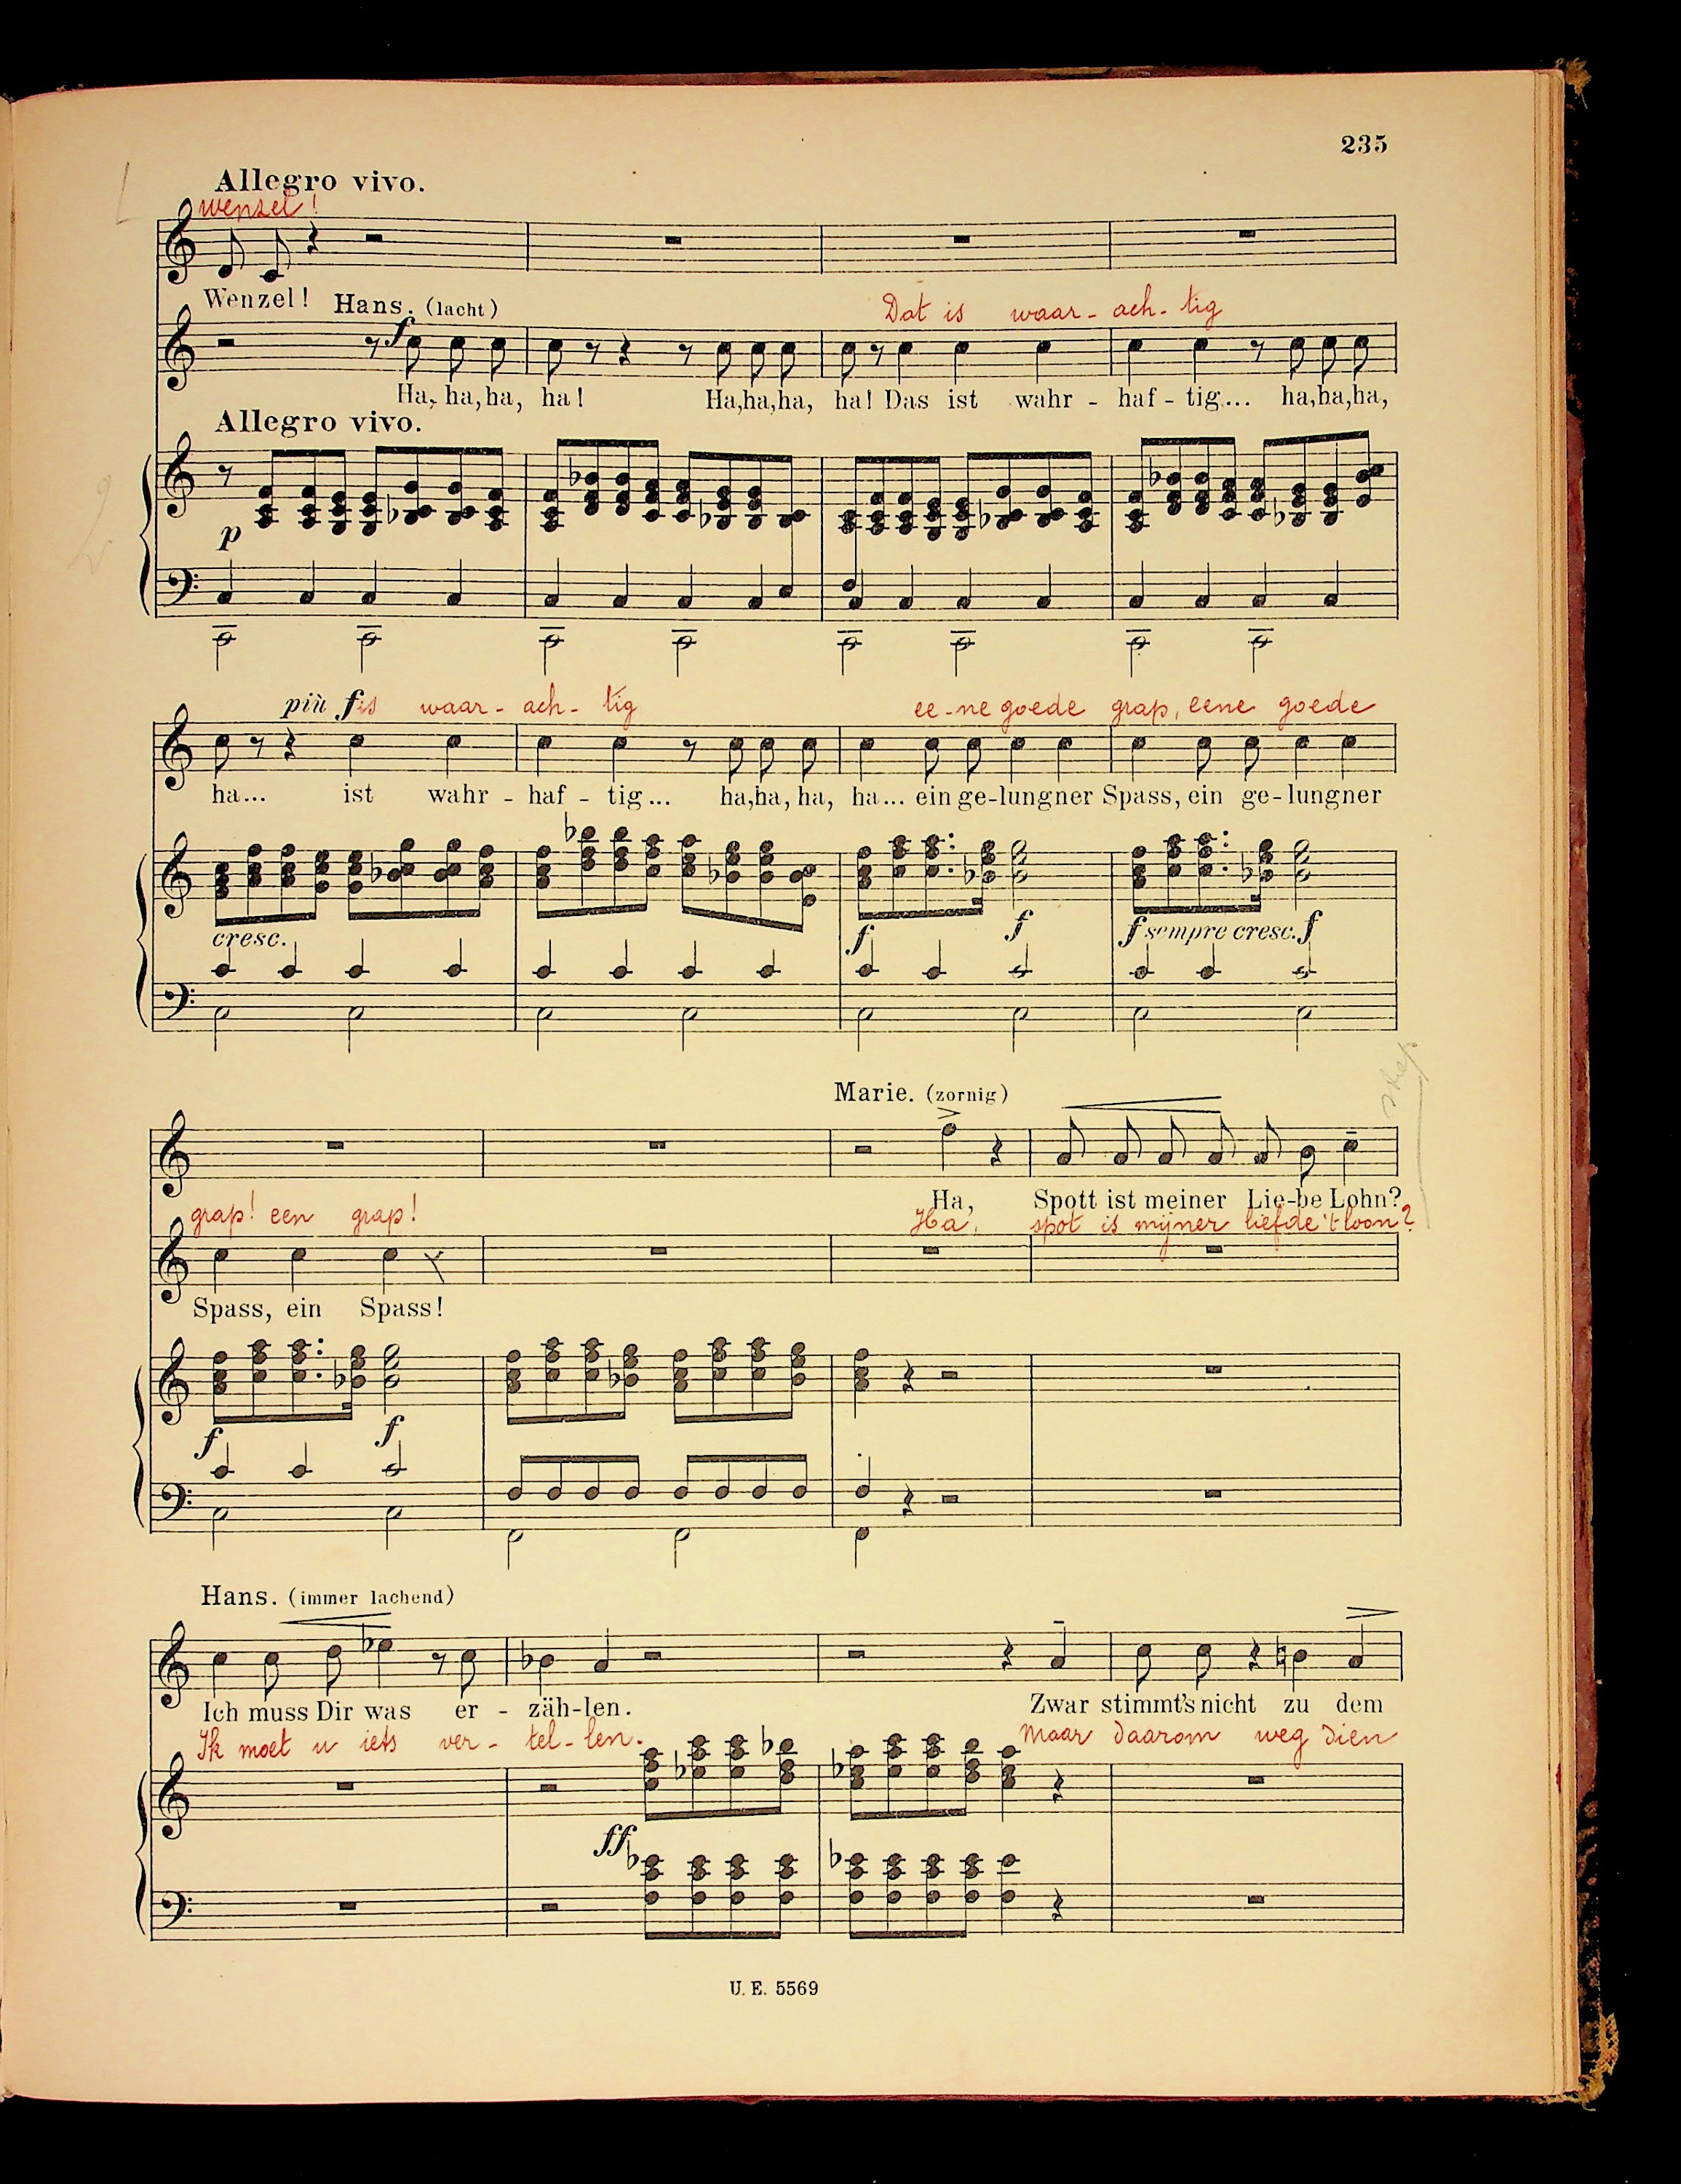 235
Allegro vivo.
wenzel!
Wenzel! Hans. (lacht)
Dat is waar- ach- tig
f
Ha, ha, ha, ha! Ha, ha, ha, ha! Das ist wahr - haf - tig... ha, ha, ha,
Allegro vivo.
p
più f is waar- ach- tig ee-ne goede grap, eene goede
ha... ist wahr - haf - tig... ha, ha, ha, ha... ein ge-lungner Spass, ein ge-lungner
cresc. f f f sempre cresc. f
Marie. (zornig)
Ha, Spott ist meiner Lie-be Lohn?
grap! een grap! Ha, spot is mijner liefde 't loon?
Spass, ein Spass!
f f
Hans. (immer lachend)
Ich muss Dir was er - zäh-len. Zwar stimmt's nicht zu dem
Ik moet u iets ver- tel-len. Maar daarom weg dien
ff
U. E. 5569